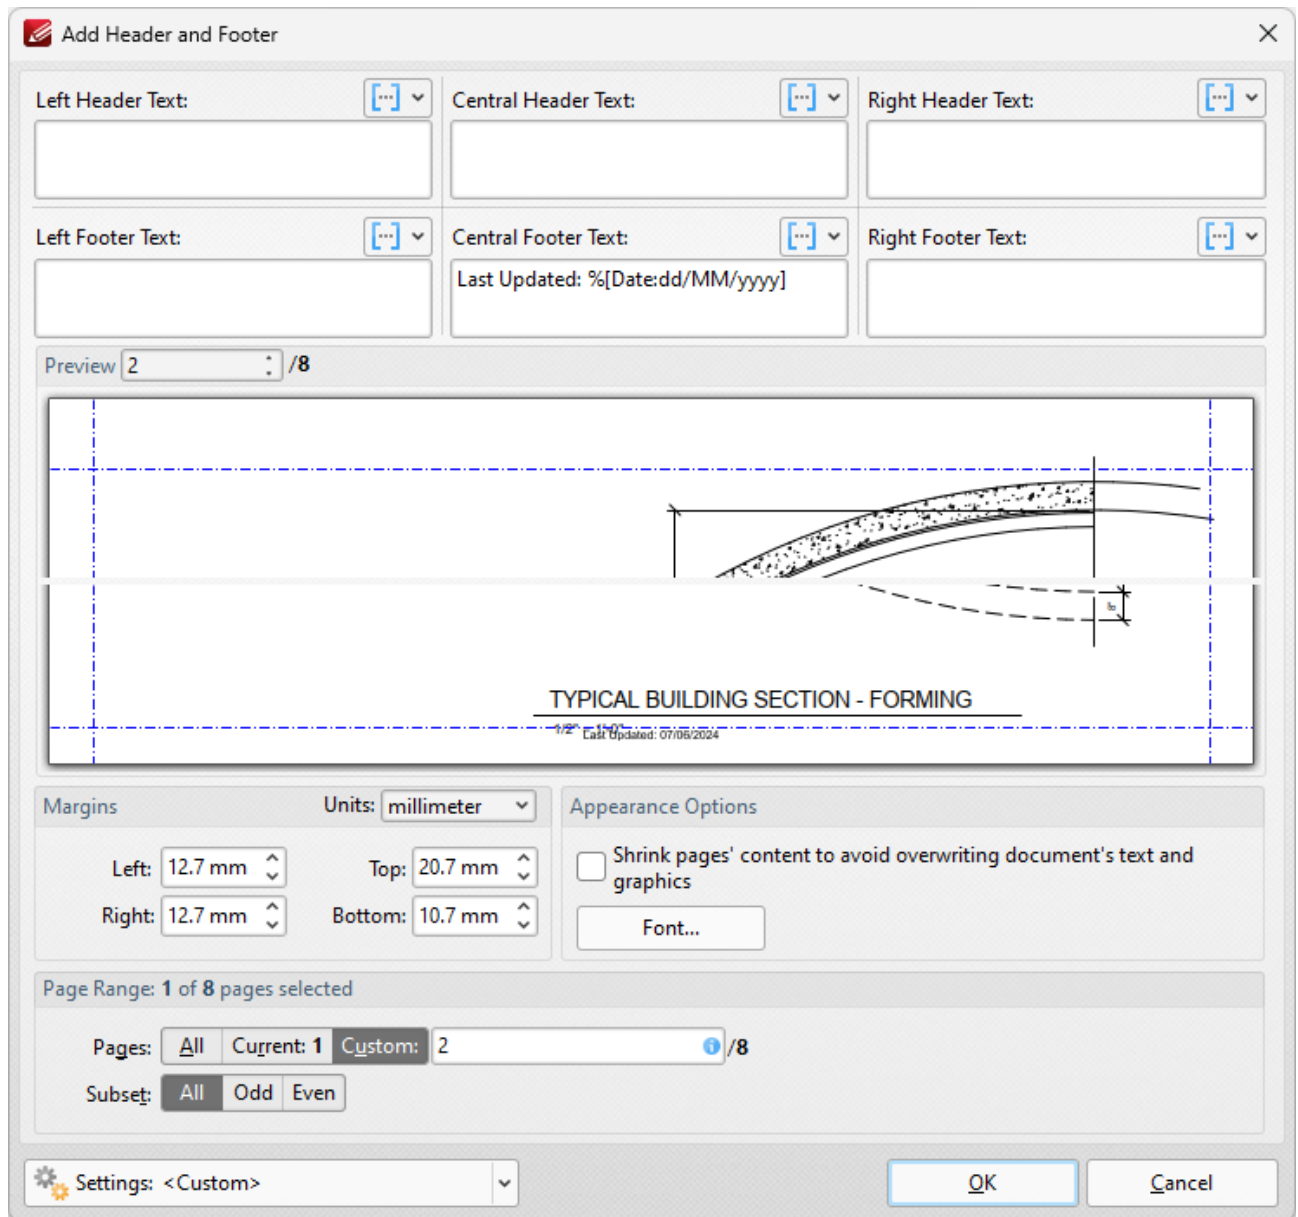 Add Header and Footer
Left Header Text:
Central Header Text:
Right Header Text:
Left Footer Text:
Central Footer Text:
Right Footer Text:
Last Updated: %[Date:dd/MM/yyyy]
Preview 2 /8
TYPICAL BUILDING SECTION - FORMING
Last Updated: 07/06/2024
Margins Units: millimeter
Appearance Options
Left: 12.7 mm Top: 20.7 mm
Right: 12.7 mm Bottom: 10.7 mm
Shrink pages' content to avoid overwriting document's text and
graphics
Font...
Page Range: 1 of 8 pages selected
Pages: All Current: 1 Custom: 2 /8
Subset: All Odd Even
Settings: <Custom>
OK
Cancel